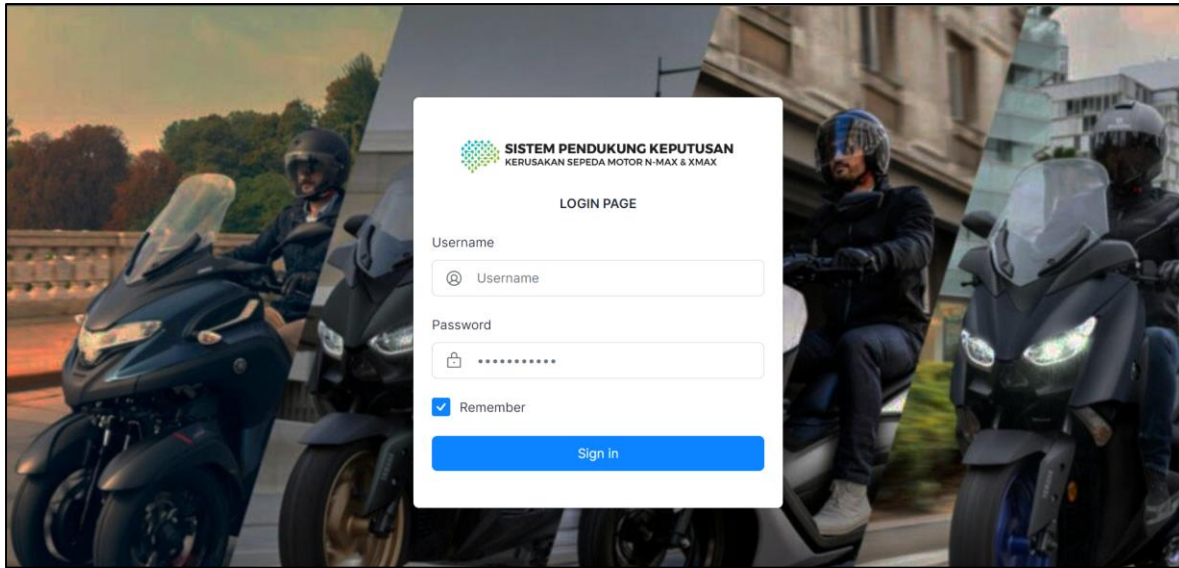 SISTEM PENDUKUNG KEPUTUSAN
KERUSAKAN SEPEDA MOTOR N-MAX & XMAX
LOGIN PAGE
Username
Username
Password
•••••••••••
Remember
Sign in